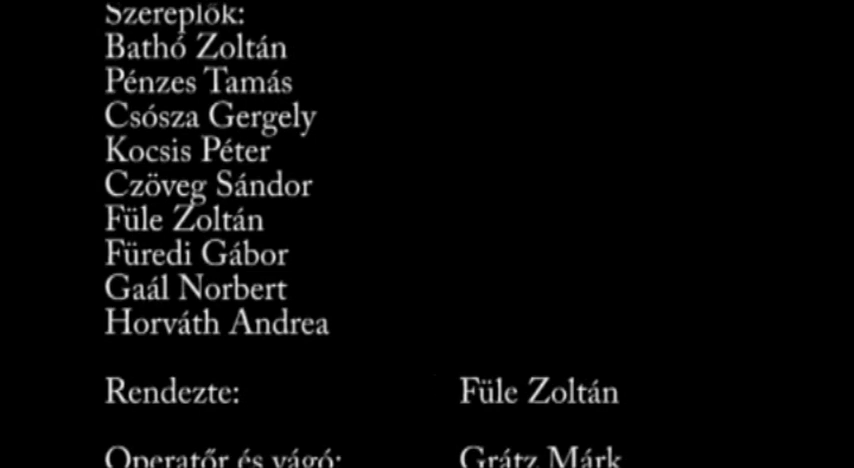 Szereplők:
Bathó Zoltán
Pénzes Tamás
Csósza Gergely
Kocsis Péter
Czöveg Sándor
Füle Zoltán
Füredi Gábor
Gaál Norbert
Horváth Andrea
Rendezte: Füle Zoltán
Operatőr és vágó: Grátz Márk